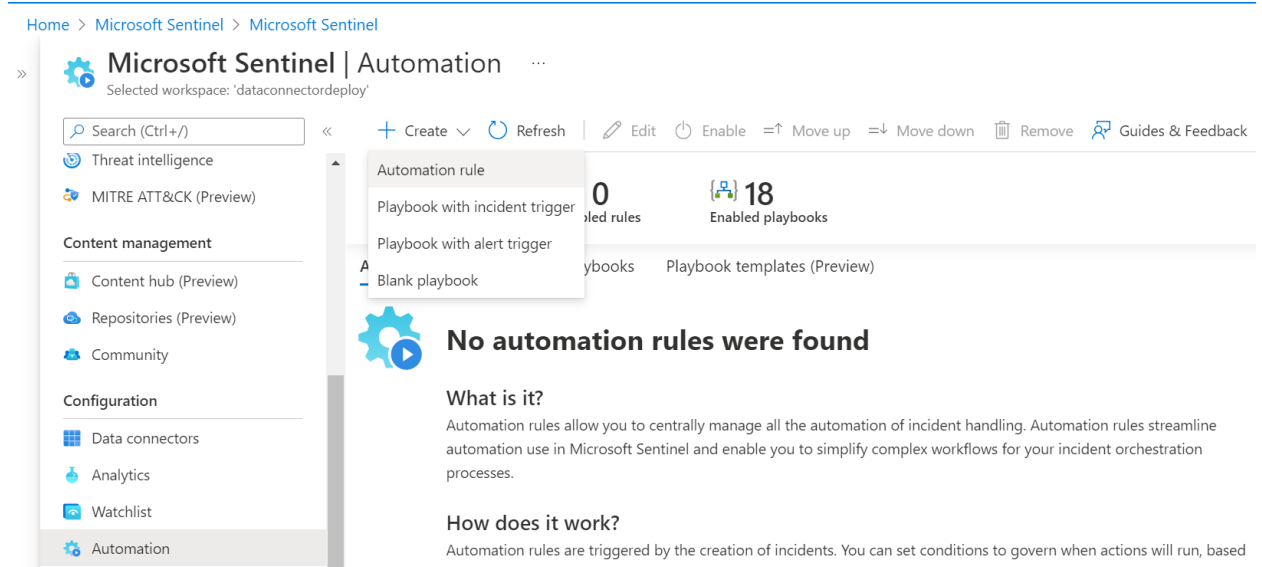 Home > Microsoft Sentinel > Microsoft Sentinel
Microsoft Sentinel | Automation ...
Selected workspace: 'dataconnectordeploy'
Search (Ctrl+/)
Threat intelligence
MITRE ATT&CK (Preview)
Content management
Content hub (Preview)
Repositories (Preview)
Community
Configuration
Data connectors
Analytics
Watchlist
Automation
Create Refresh Edit Enable Move up Move down Remove Guides & Feedback
Automation rule
Playbook with incident trigger
Playbook with alert trigger
Blank playbook
0
rules
18
Enabled playbooks
Playbook templates (Preview)
No automation rules were found
What is it?
Automation rules allow you to centrally manage all the automation of incident handling. Automation rules streamline
automation use in Microsoft Sentinel and enable you to simplify complex workflows for your incident orchestration
processes.
How does it work?
Automation rules are triggered by the creation of incidents. You can set conditions to govern when actions will run, based